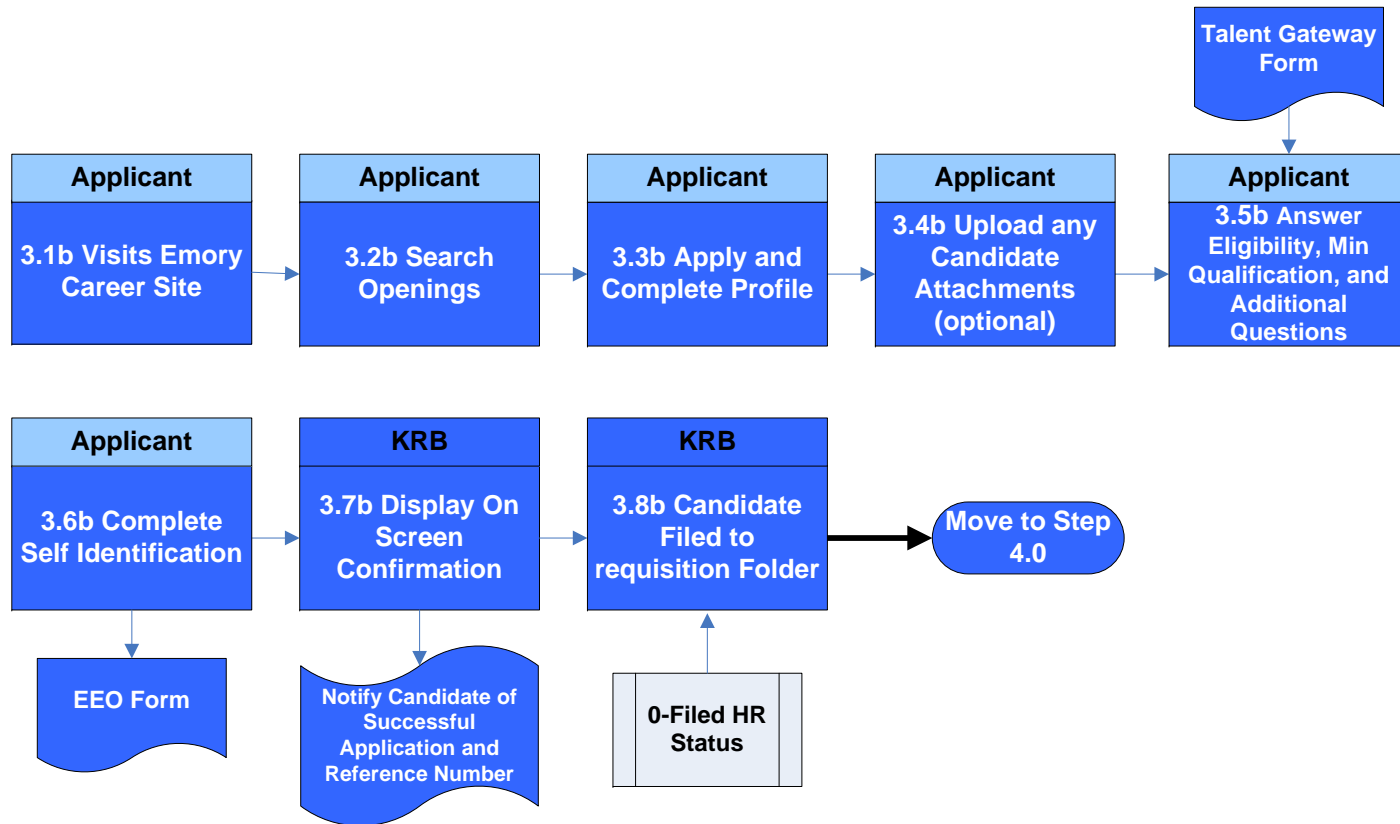 Talent Gateway
Form
Applicant
3.1b Visits Emory
Career Site
Applicant
3.2b Search
Openings
Applicant
3.3b Apply and
Complete Profile
Applicant
3.4b Upload any
Candidate
Attachments
(optional)
Applicant
3.5b Answer
Eligibility, Min
Qualification, and
Additional
Questions
Applicant
3.6b Complete
Self Identification
KRB
3.7b Display On
Screen
Confirmation
KRB
3.8b Candidate
Filed to
requisition Folder
Move to Step
4.0
EEO Form
Notify Candidate of
Successful
Application and
Reference Number
0-Filed HR
Status